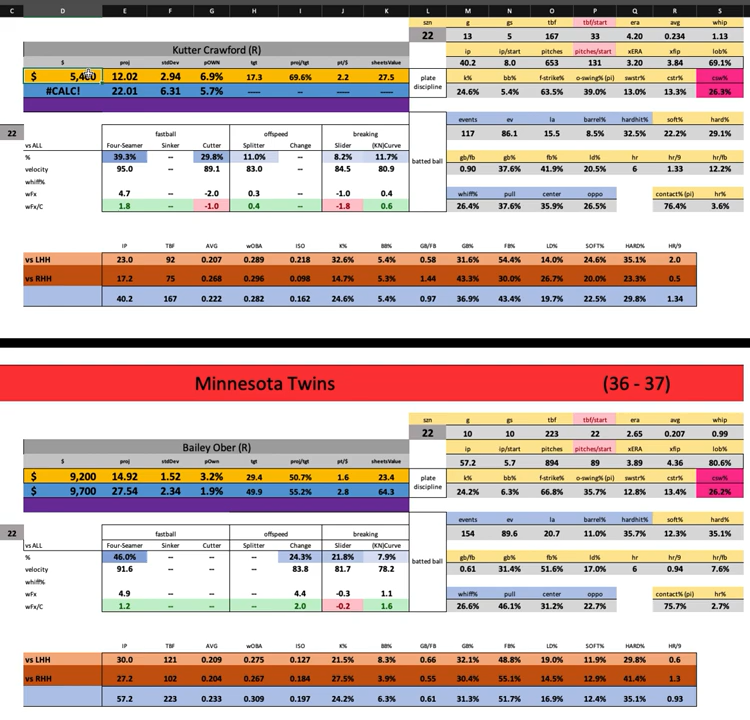 C D E F G H I J K L M N O P Q R S
szn g gs tbf tbf/start era avg whip
22 13 5 167 33 4.20 0.234 1.13
Kutter Crawford (R) ip ip/start pitches pitches/start xERA xfip lob%
$ proj stdDev pOWN tgt proj/tgt pt/$ sheetsValue 40.2 8.0 653 131 3.20 3.84 69.1%
$ 5,400 12.02 2.94 6.9% 17.3 69.6% 2.2 27.5 plate discipline k% bb% f-strike% o-swing% (pi) swstr% cstr% csw%
#CALC! 22.01 6.31 5.7% ---- ---- -- ---- 24.6% 5.4% 63.5% 39.0% 13.0% 13.3% 26.3%
events ev la barrel% hardhit% soft% hard%
22 fastball offspeed breaking 117 86.1 15.5 8.5% 32.5% 22.2% 29.1%
vs ALL Four-Seamer Sinker Cutter Splitter Change Slider (KN)Curve
% 39.3% -- 29.8% 11.0% -- 8.2% 11.7% batted ball gb/fb gb% fb% ld% hr hr/9 hr/fb
velocity 95.0 -- 89.1 83.0 -- 84.5 80.9 0.90 37.6% 41.9% 20.5% 6 1.33 12.2%
whiff%
wFx 4.7 -- -2.0 0.3 -- -1.0 0.4 whiff% pull center oppo contact% (pi) hr%
wFx/C 1.8 -- -1.0 0.4 -- -1.8 0.6 26.4% 37.6% 35.9% 26.5% 76.4% 3.6%
IP TBF AVG wOBA ISO K% BB% GB/FB GB% FB% LD% SOFT% HARD% HR/9
vs LHH 23.0 92 0.207 0.289 0.218 32.6% 5.4% 0.58 31.6% 54.4% 14.0% 24.6% 35.1% 2.0
vs RHH 17.2 75 0.268 0.296 0.098 14.7% 5.3% 1.44 43.3% 30.0% 26.7% 20.0% 23.3% 0.5
40.2 167 0.222 0.282 0.162 24.6% 5.4% 0.97 36.9% 43.4% 19.7% 22.5% 29.8% 1.34
Minnesota Twins (36 - 37)
szn g gs tbf tbf/start era avg whip
22 10 10 223 22 2.65 0.207 0.99
Bailey Ober (R) ip ip/start pitches pitches/start xERA xfip lob%
$ proj stdDev pOwn tgt proj/tgt pt/$ sheetsValue 57.2 5.7 894 89 3.89 4.36 80.6%
$ 9,200 14.92 1.52 3.2% 29.4 50.7% 1.6 23.4 plate discipline k% bb% f-strike% o-swing% (pi) swstr% cstr% csw%
$ 9,700 27.54 2.34 1.9% 49.9 55.2% 2.8 64.3 24.2% 6.3% 66.8% 35.7% 12.8% 13.4% 26.2%
events ev la barrel% hardhit% soft% hard%
22 fastball offspeed breaking 154 89.6 20.7 11.0% 35.7% 12.3% 35.1%
vs ALL Four-Seamer Sinker Cutter Splitter Change Slider (KN)Curve
% 46.0% -- -- -- 24.3% 21.8% 7.9% batted ball gb/fb gb% fb% ld% hr hr/9 hr/fb
velocity 91.6 -- -- -- 83.8 81.7 78.2 0.61 31.4% 51.6% 17.0% 6 0.94 7.6%
whiff%
wFx 4.9 -- -- -- 4.4 -0.3 1.1 whiff% pull center oppo contact% (pi) hr%
wFx/C 1.2 -- -- -- 2.0 -0.2 1.6 26.6% 46.1% 31.2% 22.7% 75.7% 2.7%
IP TBF AVG wOBA ISO K% BB% GB/FB GB% FB% LD% SOFT% HARD% HR/9
vs LHH 30.0 121 0.209 0.275 0.127 21.5% 8.3% 0.66 32.1% 48.8% 19.0% 11.9% 29.8% 0.6
vs RHH 27.2 102 0.204 0.267 0.184 27.5% 3.9% 0.55 30.4% 55.1% 14.5% 12.9% 41.4% 1.3
57.2 223 0.233 0.309 0.197 24.2% 6.3% 0.61 31.3% 51.7% 16.9% 12.4% 35.1% 0.93